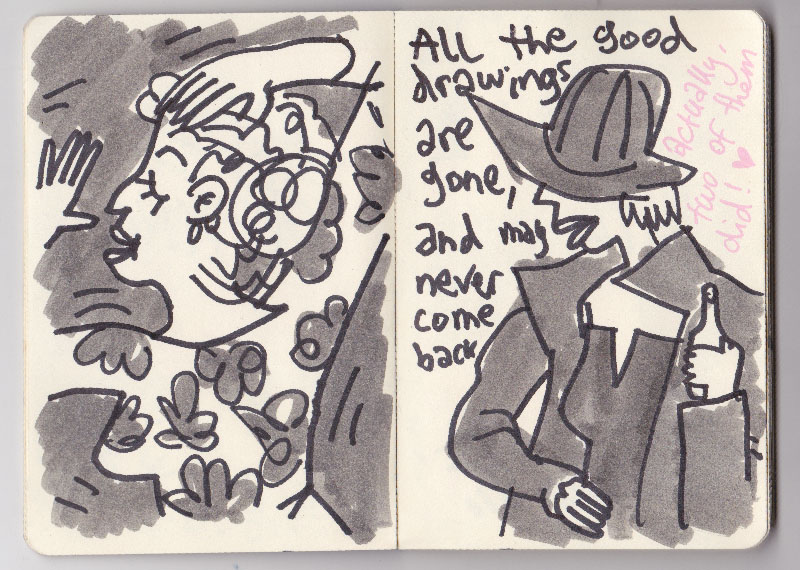 ALL the good
drawings
are
gone,
and may
never
come
back
Actually,
two of them
did!